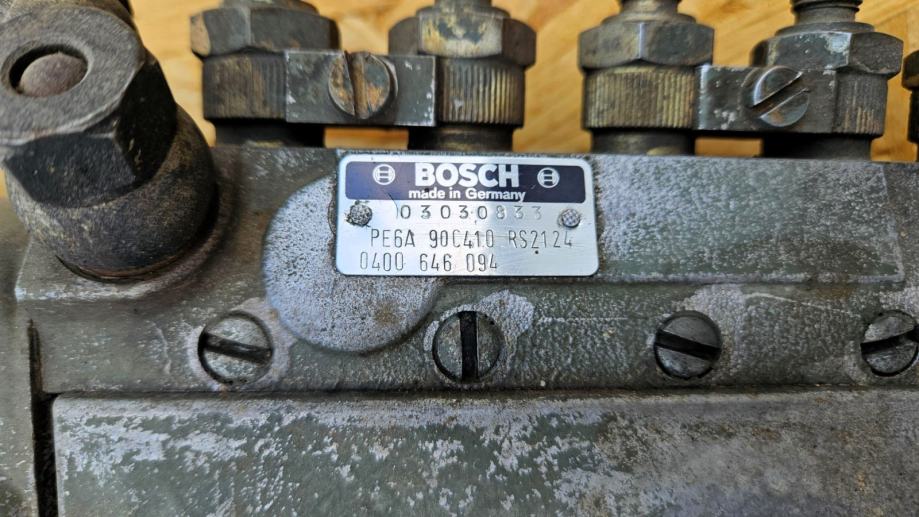 BOSCH
made in Germany
03030833
PE6A 90C410 RS2124
0400 646 094